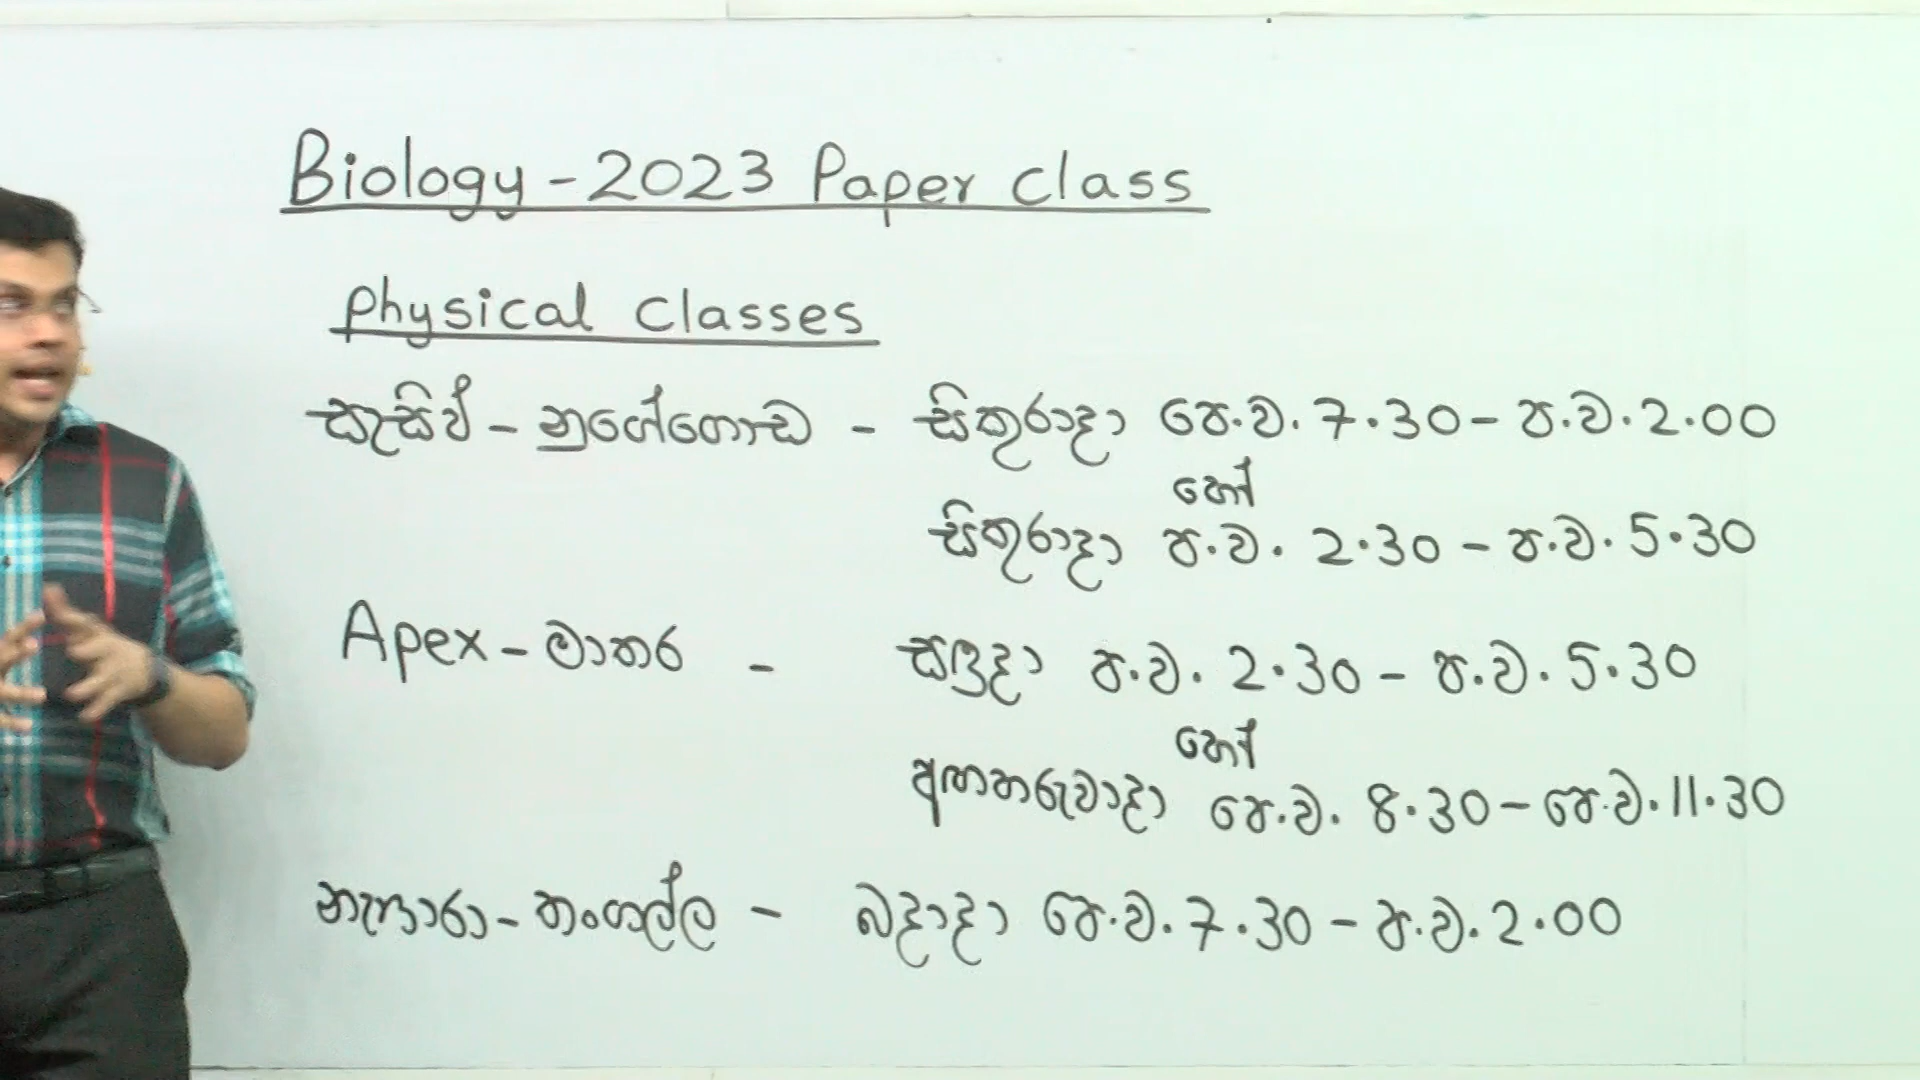 Biology - 2023 Paper Class
Physical Classes
සැසිප් - නුගේගොඩ - සිකුරාදා පෙ.ව. 7.30 - ප.ව. 2.00
හෝ
සිකුරාදා ප.ව. 2.30 - ප.ව. 5.30
Apex - මාතර - සඳුදා ප.ව. 2.30 - ප.ව. 5.30
හෝ
අඟහරුවාදා පෙ.ව. 8.30 - පෙ.ව. 11.30
නැණසර - තංගල්ල - බදාදා පෙ.ව. 7.30 - ප.ව. 2.00